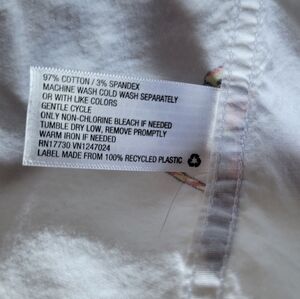 97% COTTON / 3% SPANDEX
MACHINE WASH COLD WASH SEPARATELY
OR WITH LIKE COLORS
GENTLE CYCLE
ONLY NON-CHLORINE BLEACH IF NEEDED
TUMBLE DRY LOW, REMOVE PROMPTLY
WARM IRON IF NEEDED
RN17730 VN1247024
LABEL MADE FROM 100% RECYCLED PLASTIC